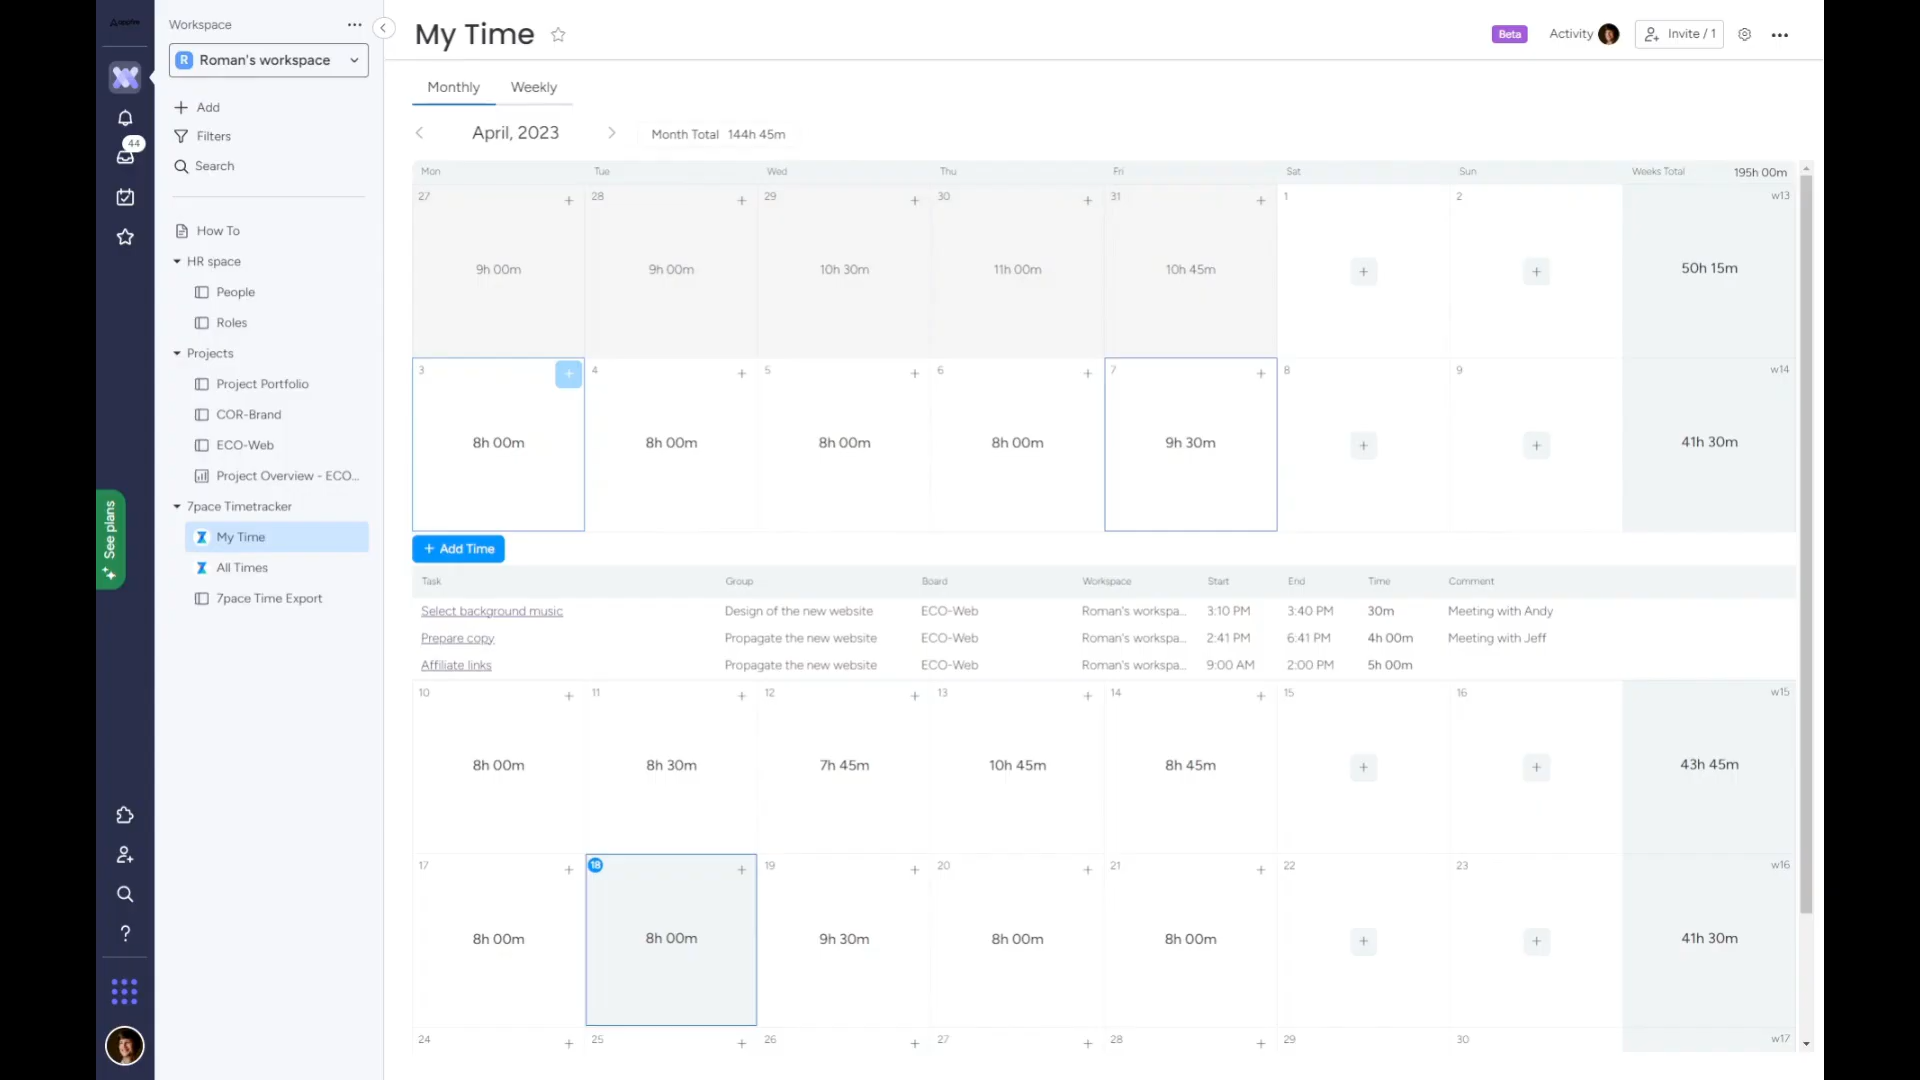 Workspace
R Roman's workspace
Add
Filters
Search
How To
HR space
People
Roles
Projects
Project Portfolio
COR-Brand
ECO-Web
Project Overview - ECO...
7pace Timetracker
My Time
All Times
7pace Time Export
44
See plans
My Time
Beta
Activity
Invite / 1
Monthly Weekly
April, 2023
Month Total 144h 45m
Mon Tue Wed Thu Fri Sat Sun Weeks Total 195h 00m
27 28 29 30 31 1 2 w13
9h 00m 9h 00m 10h 30m 11h 00m 10h 45m 50h 15m
3 4 5 6 7 8 9 w14
8h 00m 8h 00m 8h 00m 8h 00m 9h 30m 41h 30m
+ Add Time
Task Group Board Workspace Start End Time Comment
Select background music Design of the new website ECO-Web Roman's workspa... 3:10 PM 3:40 PM 30m Meeting with Andy
Prepare copy Propagate the new website ECO-Web Roman's workspa... 2:41 PM 6:41 PM 4h 00m Meeting with Jeff
Affiliate links Propagate the new website ECO-Web Roman's workspa... 9:00 AM 2:00 PM 5h 00m
10 11 12 13 14 15 16 w15
8h 00m 8h 30m 7h 45m 10h 45m 8h 45m 43h 45m
17 18 19 20 21 22 23 w16
8h 00m 8h 00m 9h 30m 8h 00m 8h 00m 41h 30m
24 25 26 27 28 29 30 w17